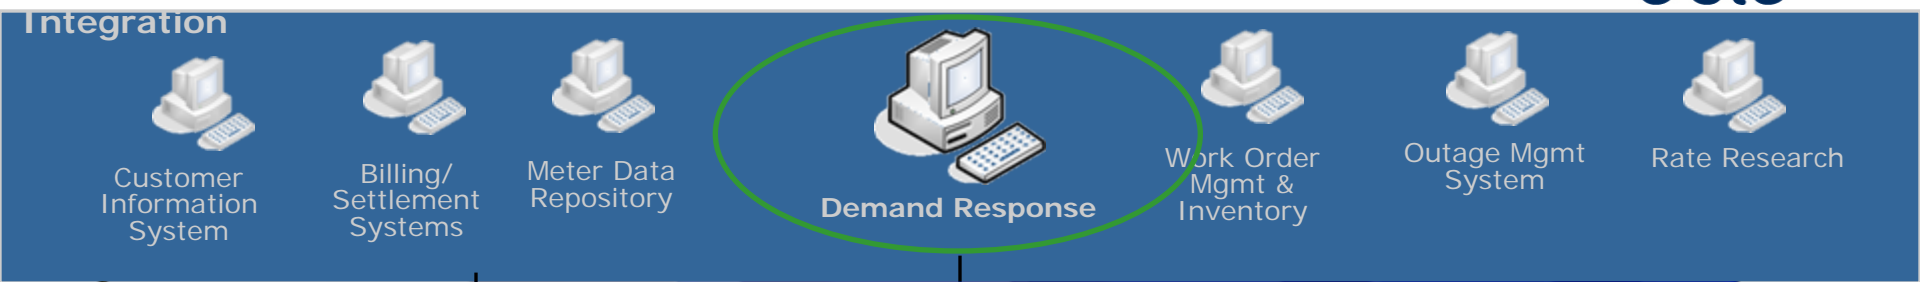 Integration
Customer
Information
System
Billing/
Settlement
Systems
Meter Data
Repository
Demand Response
Work Order
Mgmt &
Inventory
Outage Mgmt
System
Rate Research